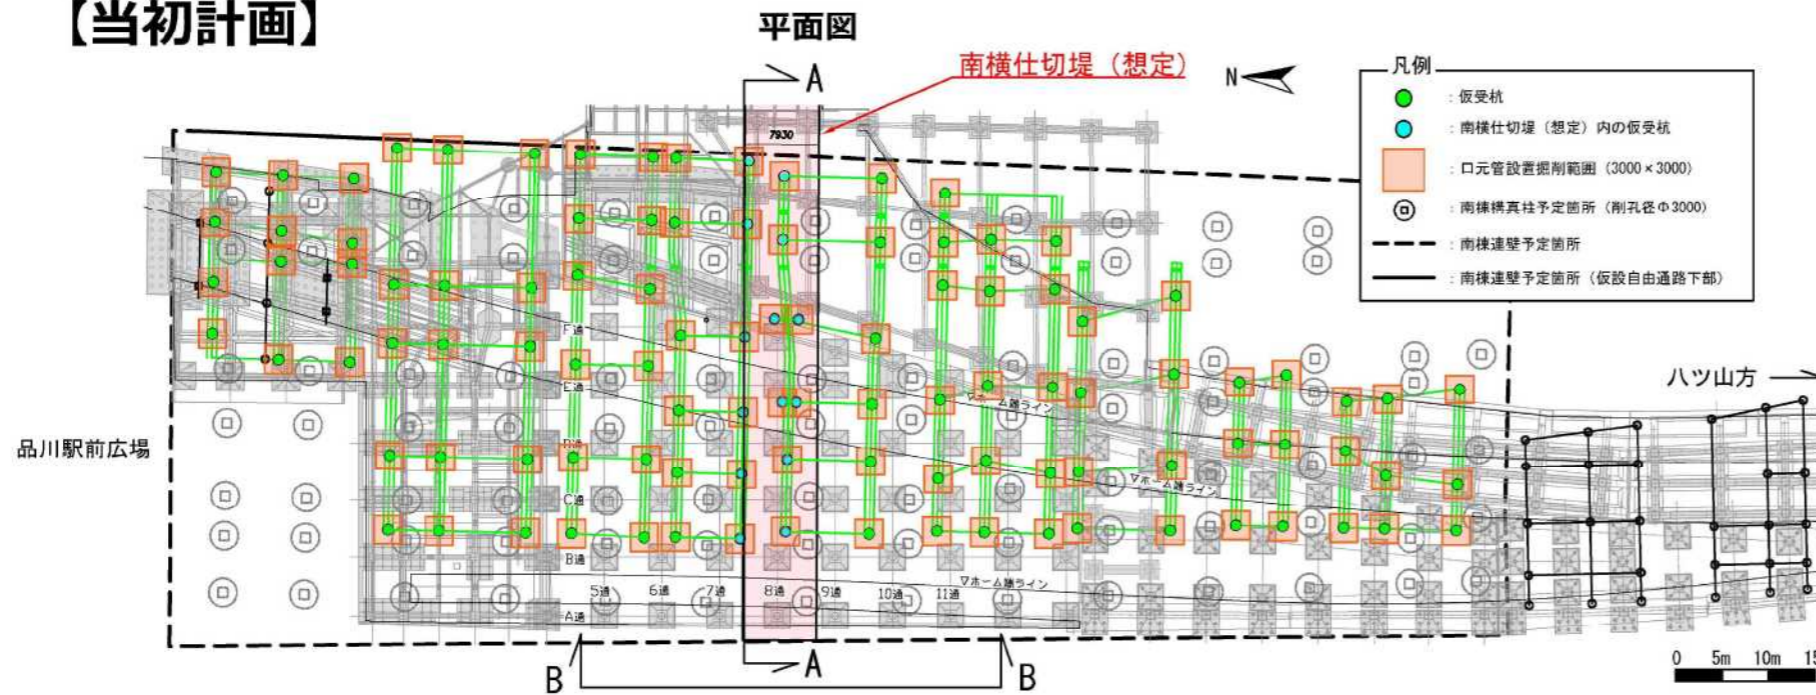 【当初計画】
平面図
A
南横仕切堤（想定）
N
7930
凡例
：仮受杭
：南横仕切堤（想定）内の仮受杭
：口元管設置掘削範囲（3000×3000）
：南棟構真柱予定箇所（削孔径Φ3000）
：南棟連壁予定箇所
：南棟連壁予定箇所（仮設自由通路下部）
F通
E通
▽ホーム端ライン
八ツ山方
品川駅前広場
▽ホーム端ライン
C通
B通
▽ホーム端ライン
5通 6通 7通 8通 9通 10通 11通
A通
A
B
B
0 5m 10m 15